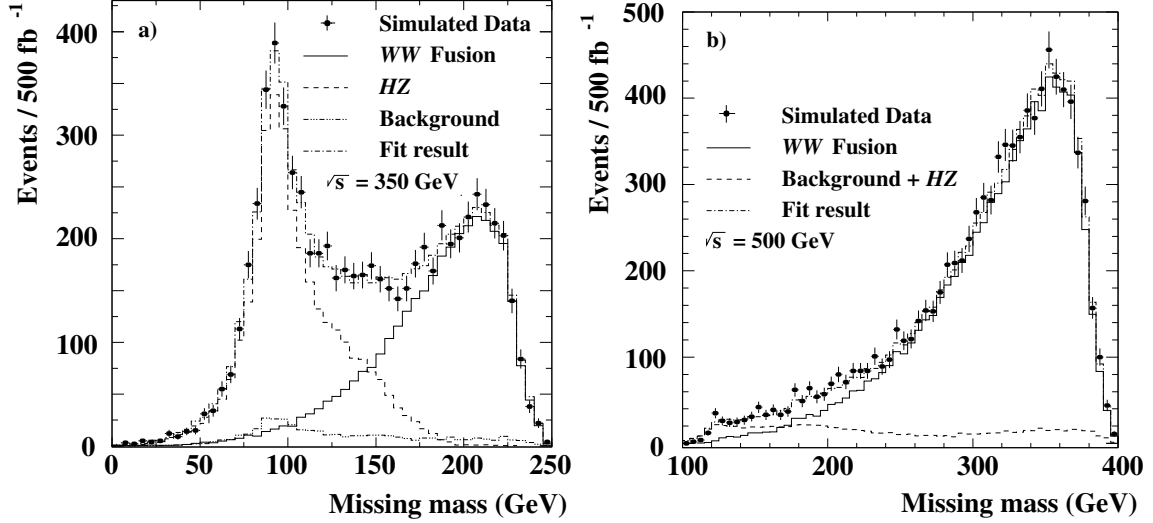 a)
Simulated Data
WW Fusion
HZ
Background
Fit result
√s = 350 GeV
Events / 500 fb -1
400
300
200
100
0
0 50 100 150 200 250
Missing mass (GeV)
b)
Simulated Data
WW Fusion
Background + HZ
Fit result
√s = 500 GeV
Events / 500 fb -1
500
400
300
200
100
0
100 200 300 400
Missing mass (GeV)